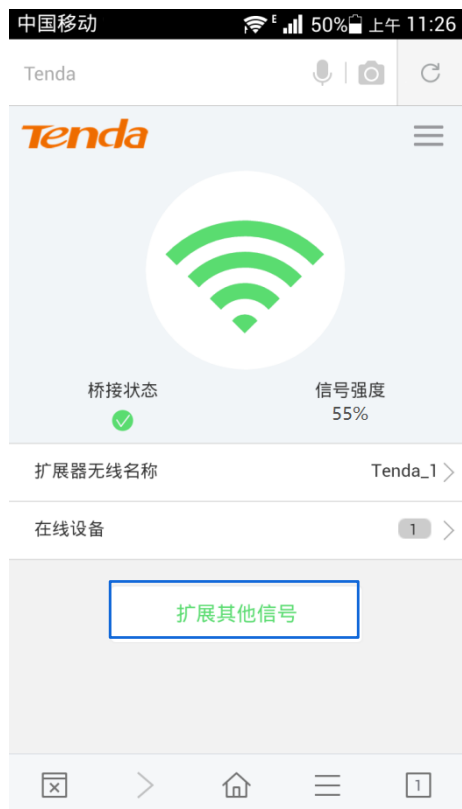 中国移动 E 50% 上午 11:26
Tenda
Tenda
桥接状态 信号强度
55%
扩展器无线名称 Tenda_1
在线设备 1
扩展其他信号
1